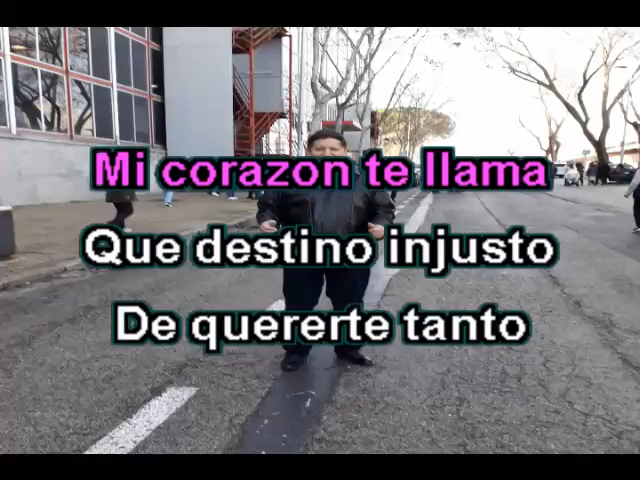 Mi corazon te llama
Que destino injusto
De quererte tanto